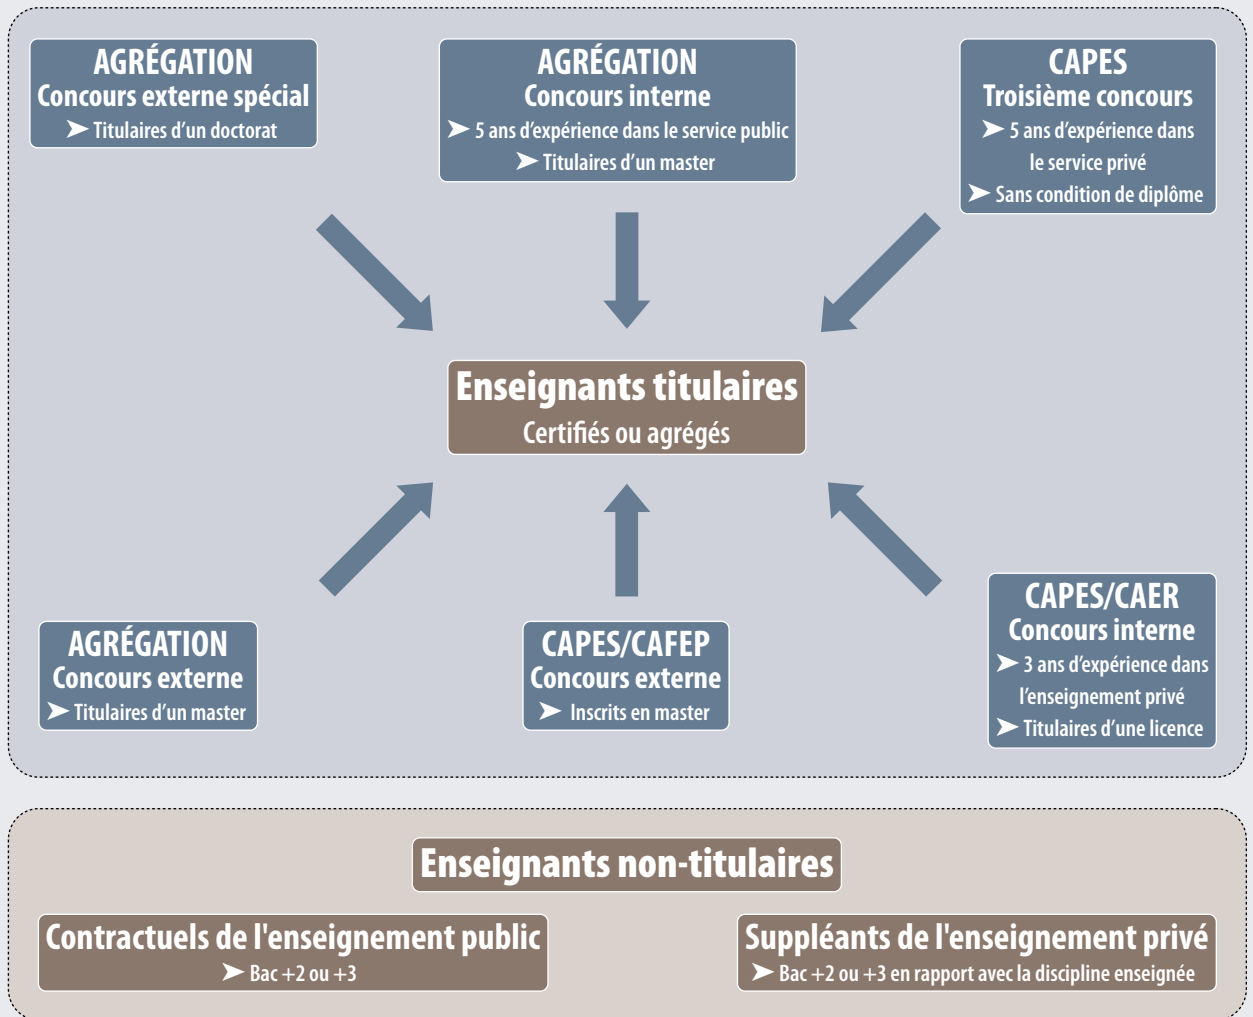 AGRÉGATION
Concours externe spécial
➤ Titulaires d'un doctorat
AGRÉGATION
Concours interne
➤ 5 ans d'expérience dans le service public
➤ Titulaires d'un master
CAPES
Troisième concours
➤ 5 ans d'expérience dans
le service privé
➤ Sans condition de diplôme
Enseignants titulaires
Certifiés ou agrégés
AGRÉGATION
Concours externe
➤ Titulaires d'un master
CAPES/CAFEP
Concours externe
➤ Inscrits en master
CAPES/CAER
Concours interne
➤ 3 ans d'expérience dans
l'enseignement privé
➤ Titulaires d'une licence
Enseignants non-titulaires
Contractuels de l'enseignement public
➤ Bac +2 ou +3
Suppléants de l'enseignement privé
➤ Bac +2 ou +3 en rapport avec la discipline enseignée